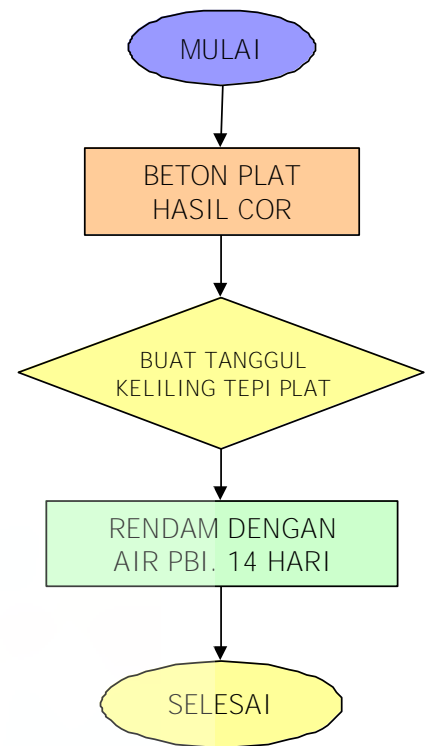 MULAI
BETON PLAT
HASIL COR
BUAT TANGGUL
KELILING TEPI PLAT
RENDAM DENGAN
AIR PBI. 14 HARI
SELESAI